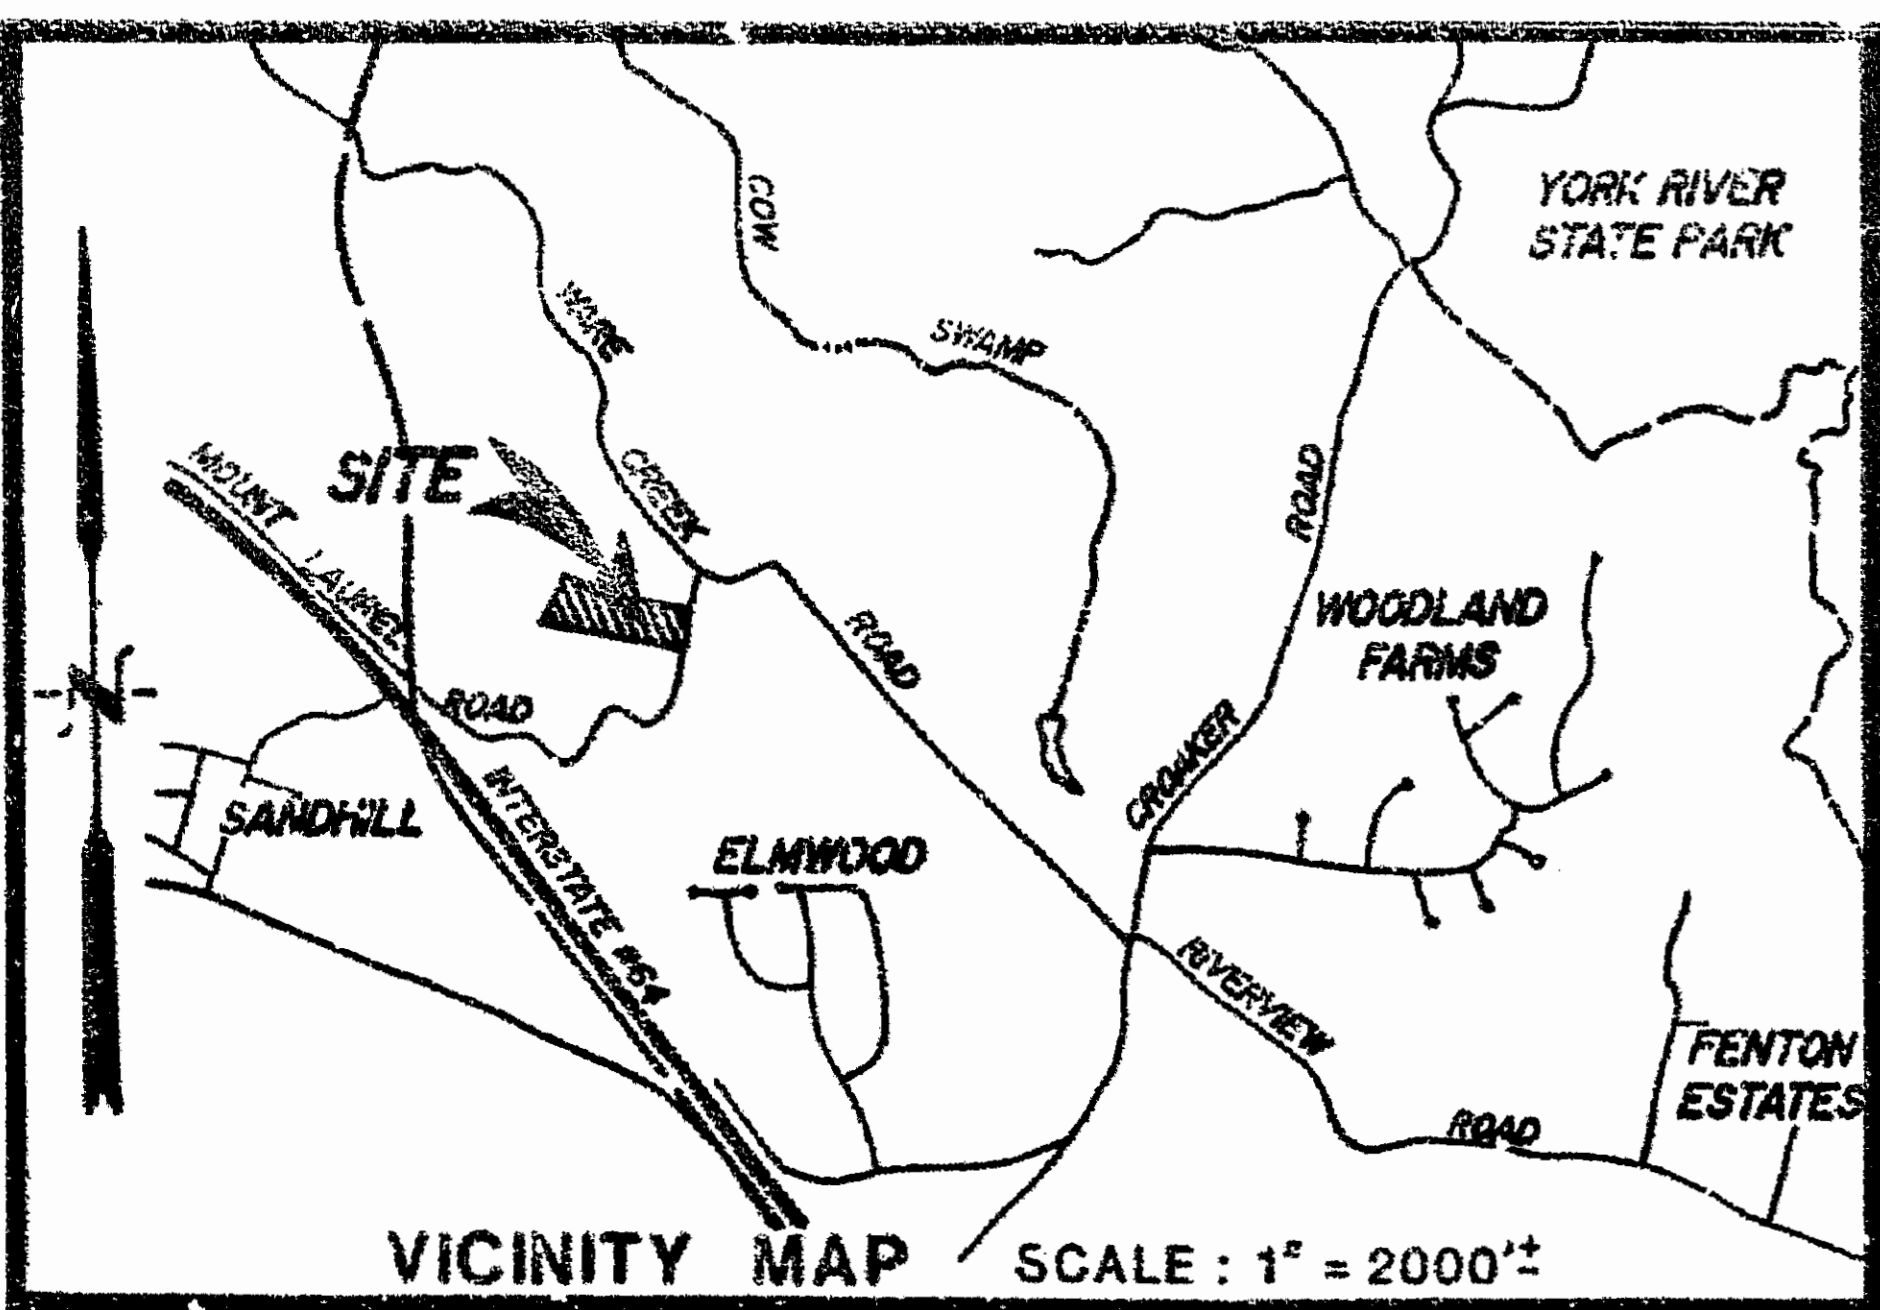 YORK RIVER
STATE PARK
COW
SWAMP
WARE
CREEK
ROAD
SITE
MOUNT
LAUREL
ROAD
ROAD
CROAKER
WOODLAND
FARMS
SANDHILL
INTERSTATE #64
ELMWOOD
RIVERVIEW
ROAD
FENTON
ESTATES
N
VICINITY MAP SCALE : 1" = 2000'±